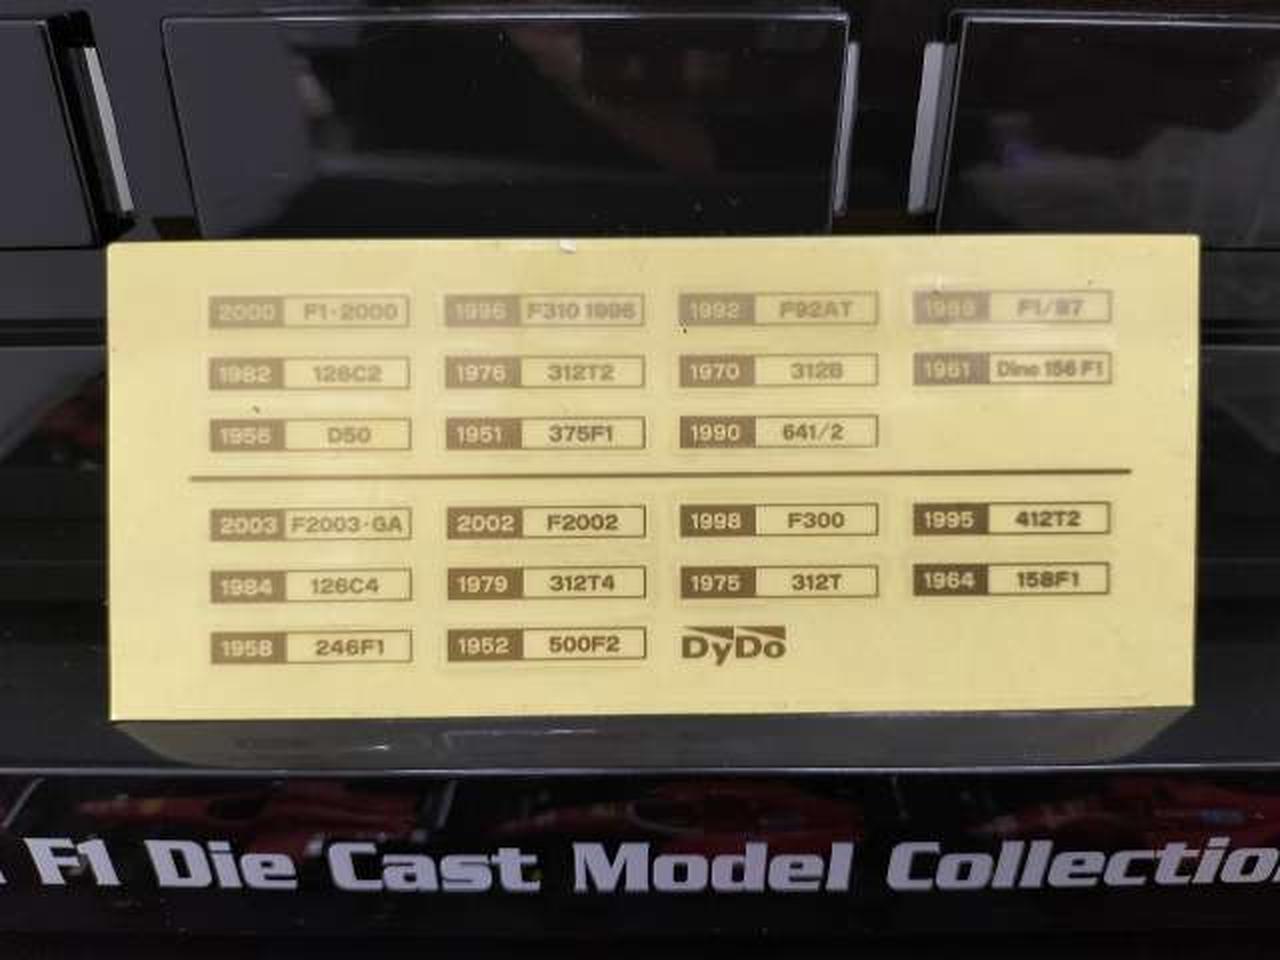 2000 F1-2000 1996 F310 1996 1992 F92AT F1/87
1982 126C2 1976 312T2 1970 312B 1961 Dino 156 F1
1956 D50 1951 375F1 1990 641/2
2003 F2003-GA 2002 F2002 1998 F300 1995 412T2
1984 126C4 1979 312T4 1975 312T 1964 158F1
1958 246F1 1952 500F2 DyDo
F1 Die Cast Model Collection